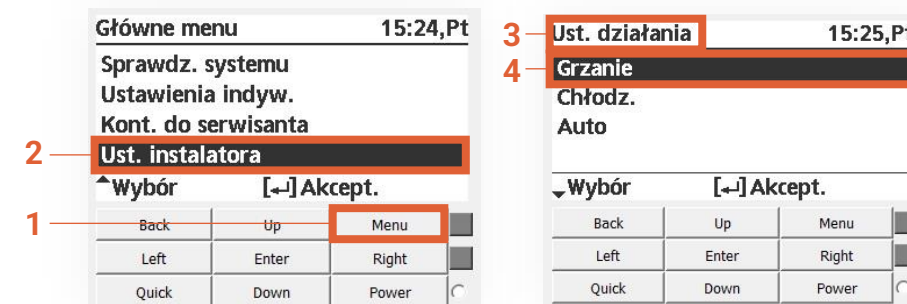 Główne menu 15:24,Pt
Sprawdz. systemu
Ustawienia indyw.
Kont. do serwisanta
2 Ust. instalatora
Wybór [↵] Akcept.
1 Back Up Menu
Left Enter Right
Quick Down Power
3 Ust. działania 15:25,Pt
4 Grzanie
Chłodz.
Auto
Wybór [↵] Akcept.
Back Up Menu
Left Enter Right
Quick Down Power